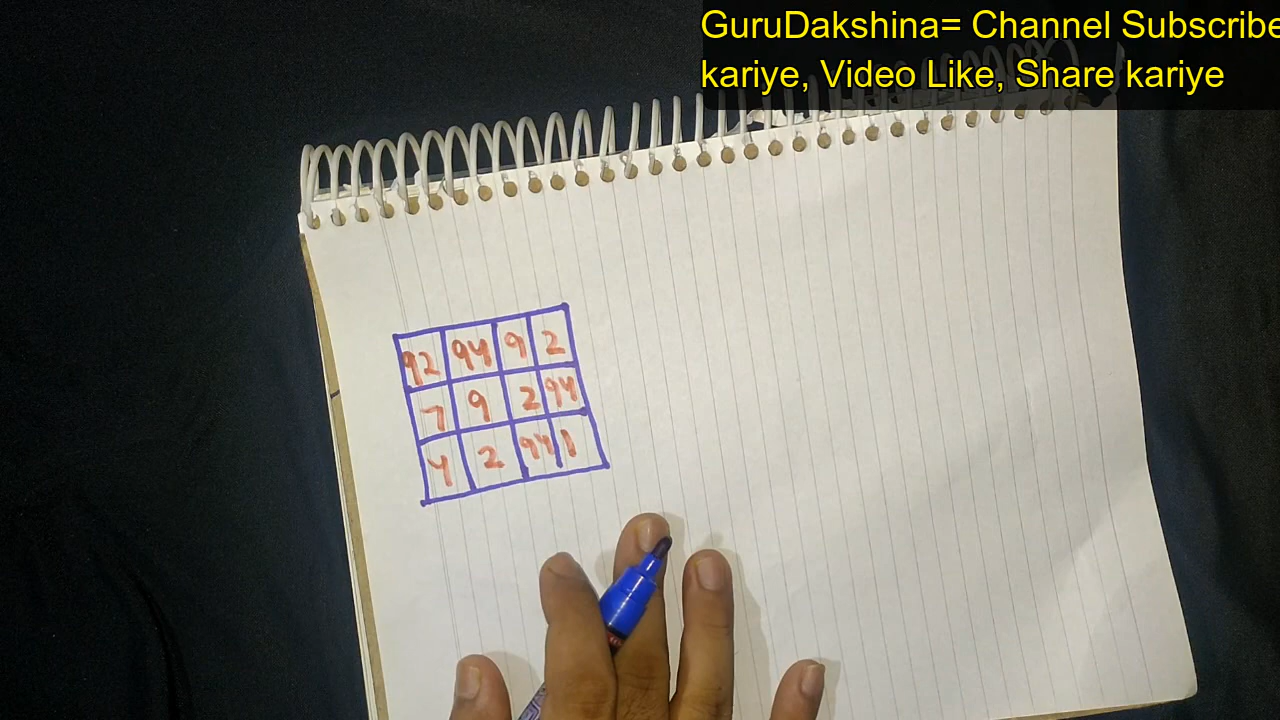 GuruDakshina= Channel Subscribe
kariye, Video Like, Share kariye
92 94 9 2
7 9 2 94
4 2 94 1